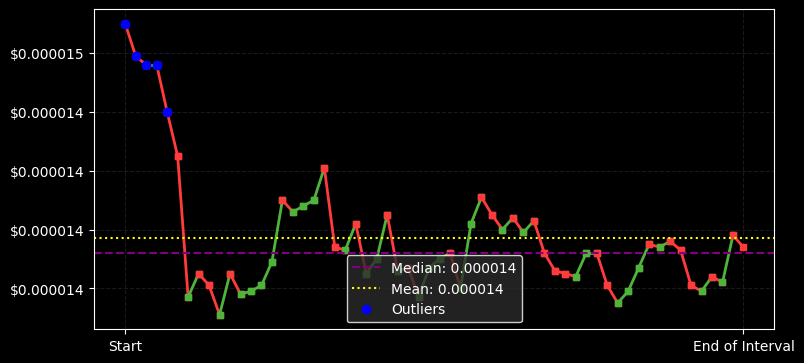 $0.000015
$0.000014
$0.000014
$0.000014
$0.000014
Median: 0.000014
Mean: 0.000014
Outliers
Start
End of Interval